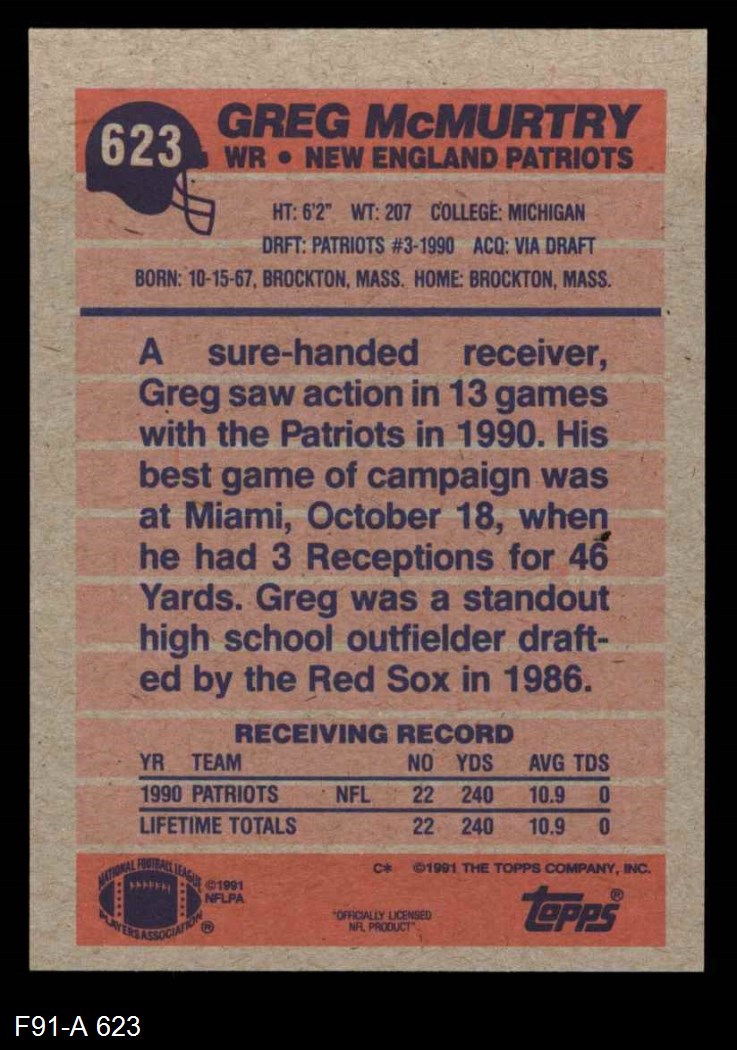 623
GREG McMURTRY
WR • NEW ENGLAND PATRIOTS
HT: 6'2" WT: 207 COLLEGE: MICHIGAN
DRFT: PATRIOTS #3-1990 ACQ: VIA DRAFT
BORN: 10-15-67, BROCKTON, MASS. HOME: BROCKTON, MASS.
A sure-handed receiver,
Greg saw action in 13 games
with the Patriots in 1990. His
best game of campaign was
at Miami, October 18, when
he had 3 Receptions for 46
Yards. Greg was a standout
high school outfielder draft-
ed by the Red Sox in 1986.
RECEIVING RECORD
YR TEAM NO YDS AVG TDS
1990 PATRIOTS NFL 22 240 10.9 0
LIFETIME TOTALS 22 240 10.9 0
C* ©1991 THE TOPPS COMPANY, INC.
NATIONAL FOOTBALL LEAGUE
PLAYERS ASSOCIATION ®
©1991
NFLPA
"OFFICIALLY LICENSED
NFL PRODUCT"
topps®
F91-A 623